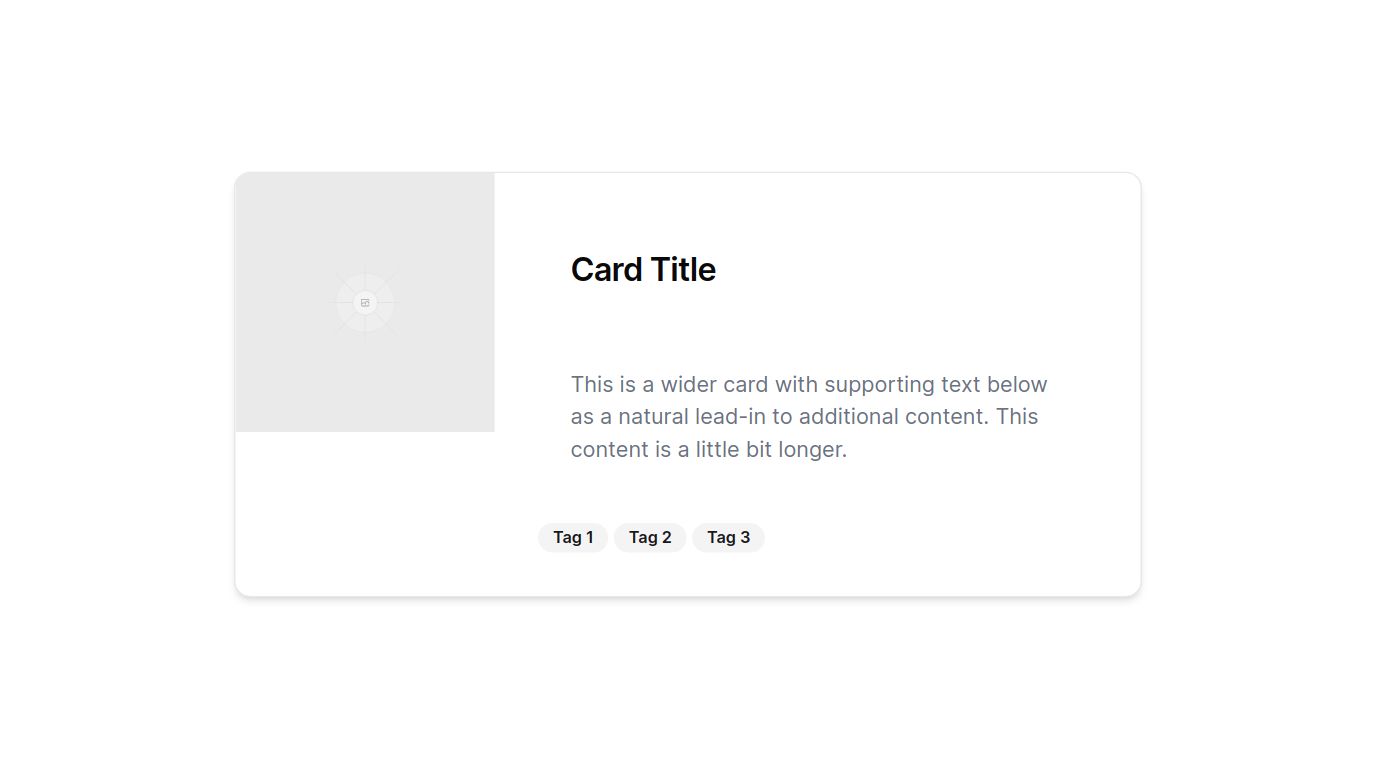 Card Title
This is a wider card with supporting text below
as a natural lead-in to additional content. This
content is a little bit longer.
Tag 1 Tag 2 Tag 3